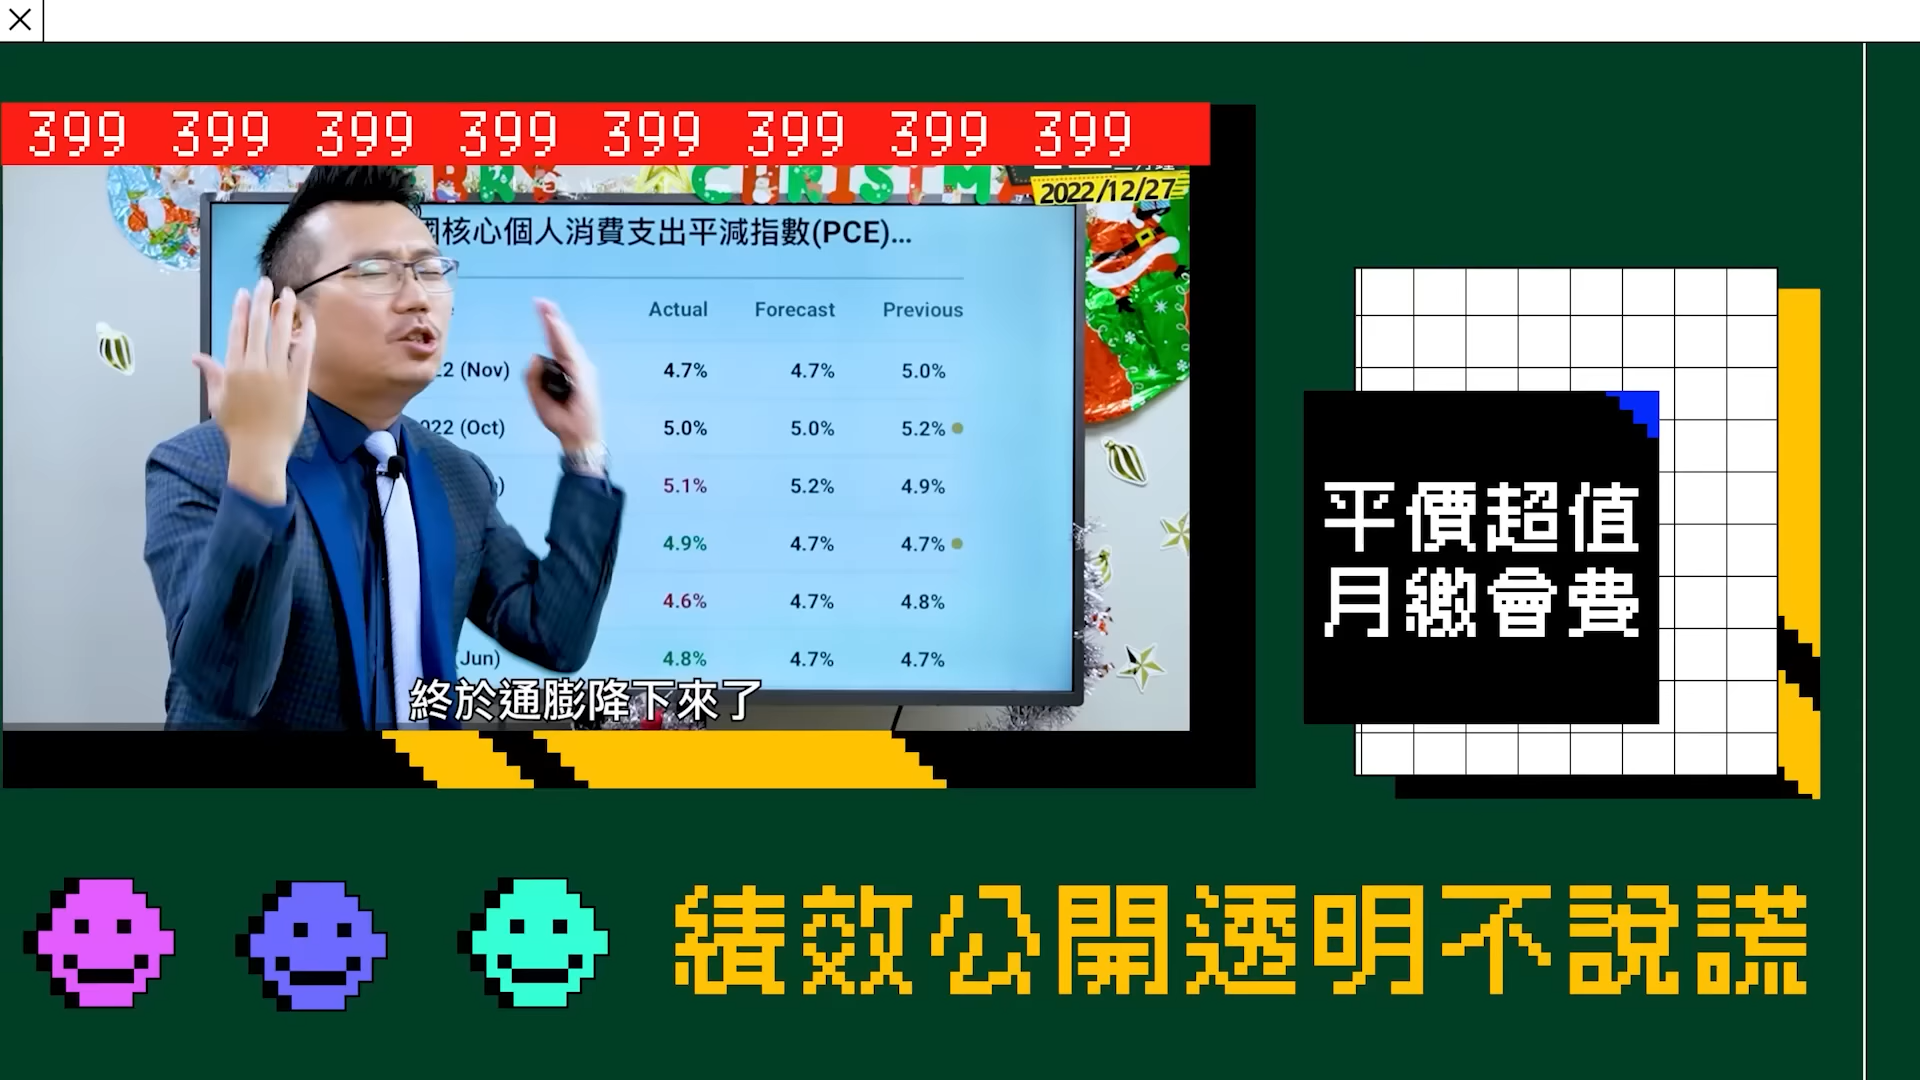 399 399 399 399 399 399 399 399
CHRISTMA
2022/12/27
國核心個人消費支出平減指數(PCE)...
Actual Forecast Previous
(Nov) 4.7% 4.7% 5.0%
022 (Oct) 5.0% 5.0% 5.2%
5.1% 5.2% 4.9%
4.9% 4.7% 4.7%
4.6% 4.7% 4.8%
(Jun) 4.8% 4.7% 4.7%
終於通膨降下來了
平價超值
月繳會費
績效公開透明不說謊